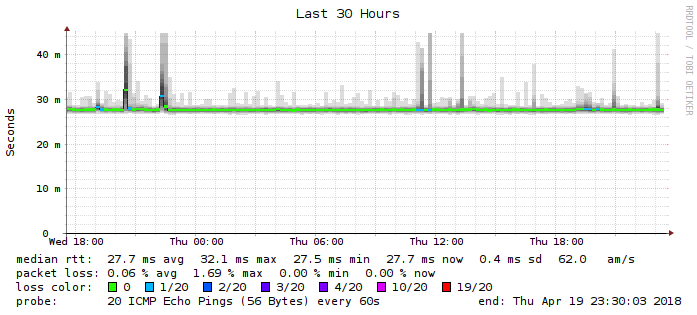 Last 30 Hours
RRDTOOL / TOBI OETIKER
Seconds
40 m
30 m
20 m
10 m
0
Wed 18:00 Thu 00:00 Thu 06:00 Thu 12:00 Thu 18:00
median rtt: 27.7 ms avg 32.1 ms max 27.5 ms min 27.7 ms now 0.4 ms sd 62.0 am/s
packet loss: 0.06 % avg 1.69 % max 0.00 % min 0.00 % now
loss color: 0 1/20 2/20 3/20 4/20 10/20 19/20
probe: 20 ICMP Echo Pings (56 Bytes) every 60s end: Thu Apr 19 23:30:03 2018